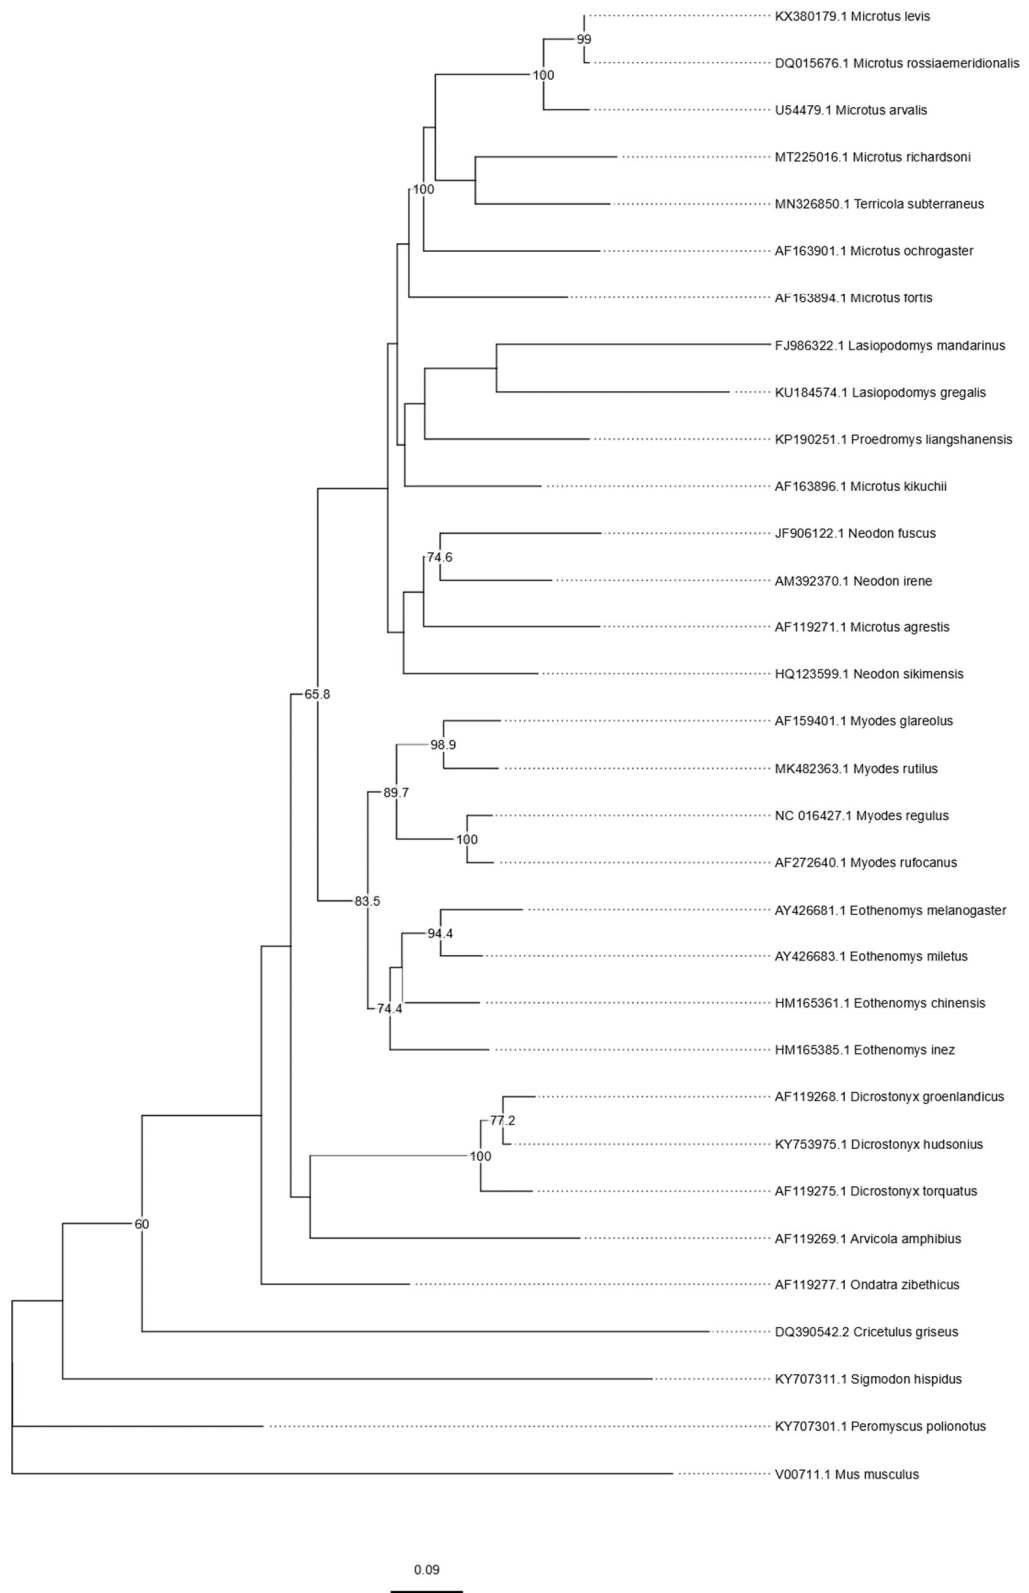 KX380179.1 Microtus levis
99
DQ015676.1 Microtus rossiaemeridionalis
100
U54479.1 Microtus arvalis
MT225016.1 Microtus richardsoni
100
MN326850.1 Terricola subterraneus
AF163901.1 Microtus ochrogaster
AF163894.1 Microtus fortis
FJ986322.1 Lasiopodomys mandarinus
KU184574.1 Lasiopodomys gregalis
KP190251.1 Proedromys liangshanensis
AF163896.1 Microtus kikuchii
JF906122.1 Neodon fuscus
74.6
AM392370.1 Neodon irene
AF119271.1 Microtus agrestis
HQ123599.1 Neodon sikimensis
65.8
AF159401.1 Myodes glareolus
98.9
MK482363.1 Myodes rutilus
89.7
NC 016427.1 Myodes regulus
100
AF272640.1 Myodes rufocanus
83.5
AY426681.1 Eothenomys melanogaster
94.4
AY426683.1 Eothenomys miletus
HM165361.1 Eothenomys chinensis
74.4
HM165385.1 Eothenomys inez
AF119268.1 Dicrostonyx groenlandicus
77.2
KY753975.1 Dicrostonyx hudsonius
100
AF119275.1 Dicrostonyx torquatus
60
AF119269.1 Arvicola amphibius
AF119277.1 Ondatra zibethicus
DQ390542.2 Cricetulus griseus
KY707311.1 Sigmodon hispidus
KY707301.1 Peromyscus polionotus
V00711.1 Mus musculus
0.09